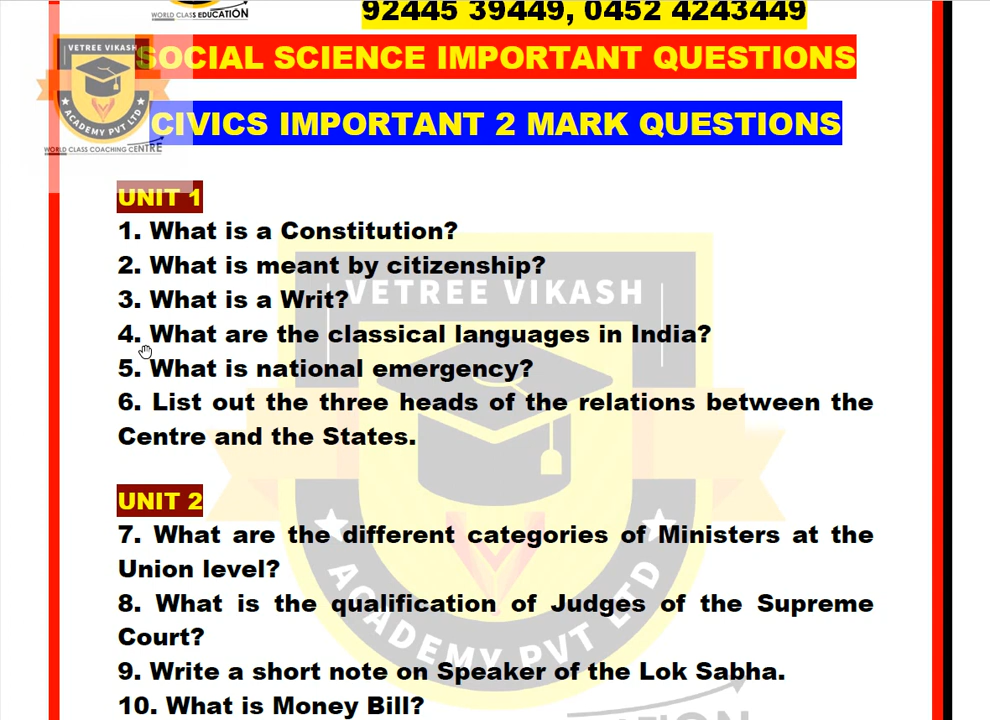 WORLD CLASS EDUCATION
92445 39449, 0452 4243449
VETREE VIKASH
ACADEMY PVT LTD
WORLD CLASS COACHING CENTRE
SOCIAL SCIENCE IMPORTANT QUESTIONS
CIVICS IMPORTANT 2 MARK QUESTIONS
UNIT 1
1. What is a Constitution?
2. What is meant by citizenship?
3. What is a Writ?
VETREE VIKASH
4. What are the classical languages in India?
5. What is national emergency?
6. List out the three heads of the relations between the
Centre and the States.
UNIT 2
7. What are the different categories of Ministers at the
Union level?
8. What is the qualification of Judges of the Supreme
Court?
ACADEMY PVT LTD
9. Write a short note on Speaker of the Lok Sabha.
10. What is Money Bill?